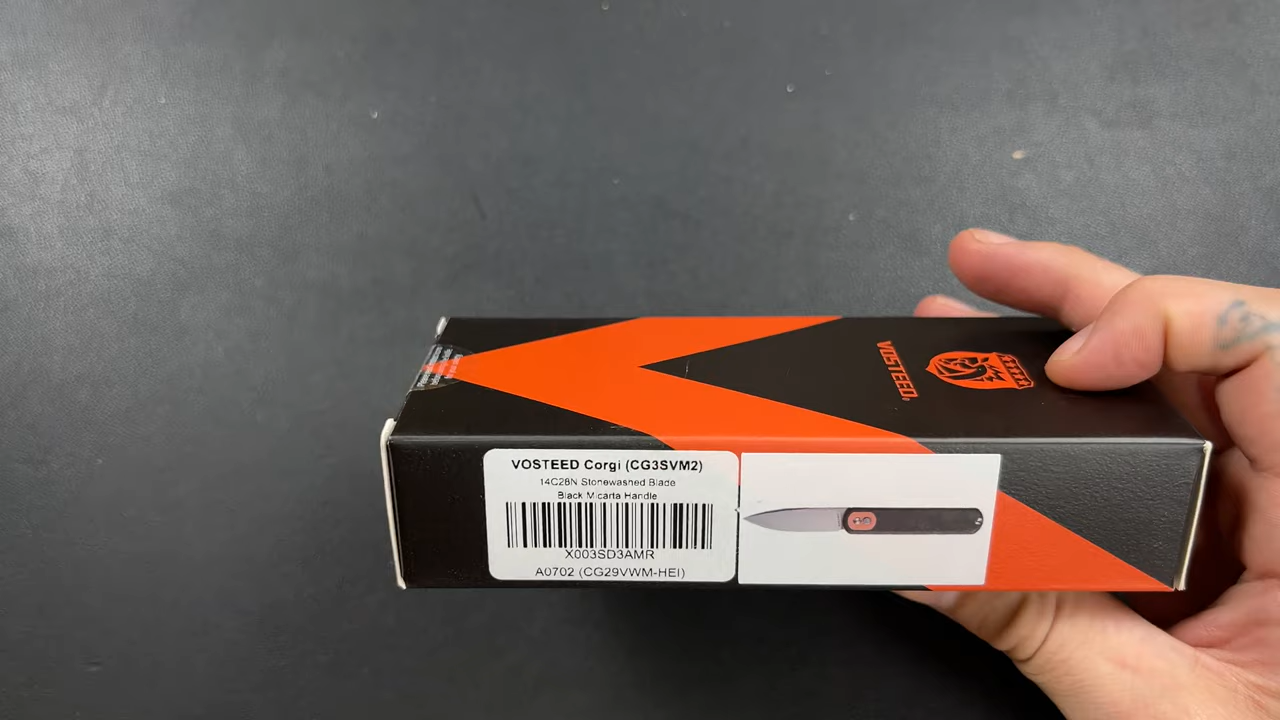 VOSTEED
VOSTEED Corgi (CG3SVM2)
14C28N Stonewashed Blade
Black Micarta Handle
X003SD3AMR
A0702 (CG29VWM-HEI)